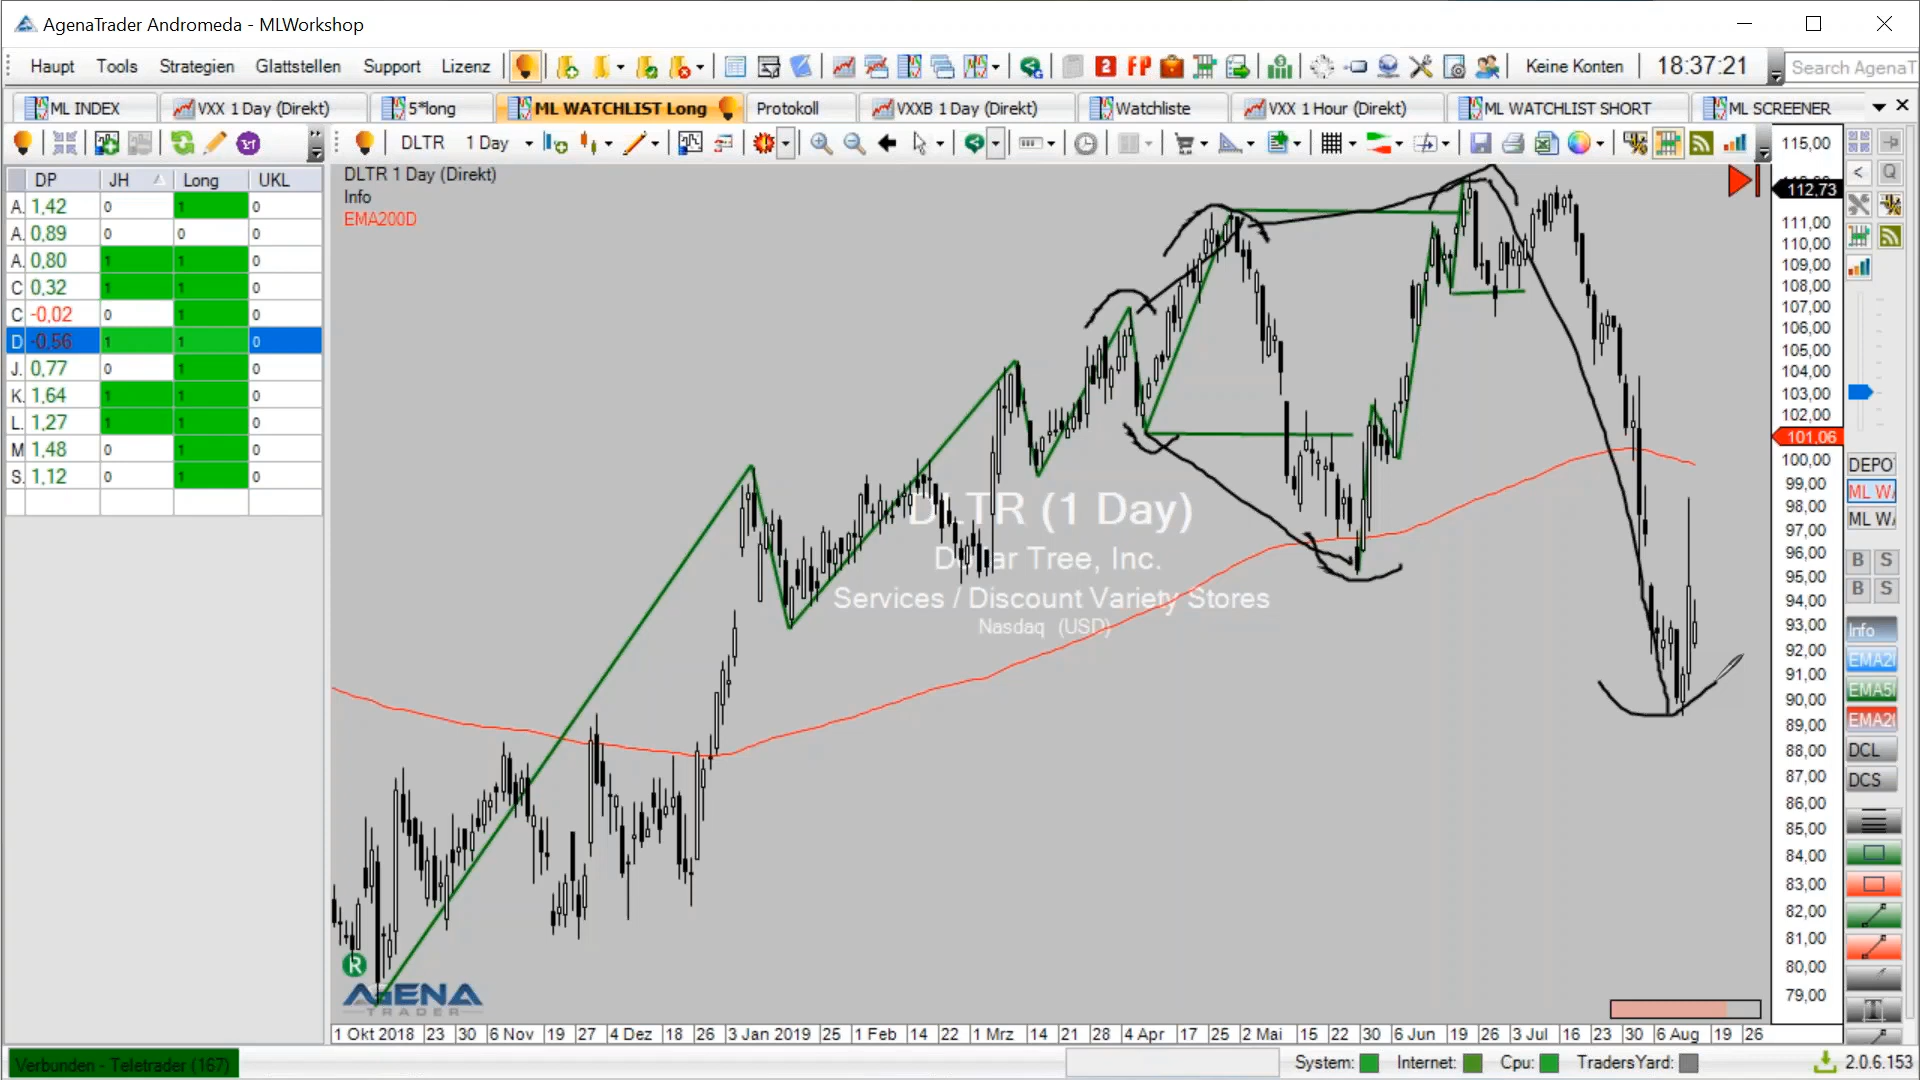 AgenaTrader Andromeda - MLWorkshop
Haupt Tools Strategien Glattstellen Support Lizenz 2 FP Keine Konten 18:37:21 Search AgenaT
ML INDEX VXX 1 Day (Direkt) 5*long ML WATCHLIST Long Protokoll VXXB 1 Day (Direkt) Watchliste VXX 1 Hour (Direkt) ML WATCHLIST SHORT ML SCREENER
DLTR 1 Day
DP JH Long UKL
A. 1,42 0 1 0
A. 0,89 0 0 0
A. 0,80 1 1 0
C 0,32 1 1 0
C -0,02 0 1 0
D -0,56 1 1 0
J. 0,77 0 1 0
K. 1,64 1 1 0
L. 1,27 1 1 0
M 1,48 0 1 0
S. 1,12 0 1 0
DLTR 1 Day (Direkt)
Info
EMA200D
DLTR (1 Day)
Dollar Tree, Inc.
Services / Discount Variety Stores
Nasdaq (USD)
R
AGENA
TRADER
115,00
112,73
111,00
110,00
109,00
108,00
107,00
106,00
105,00
104,00
103,00
102,00
101,06
100,00
99,00
98,00
97,00
96,00
95,00
94,00
93,00
92,00
91,00
90,00
89,00
88,00
87,00
86,00
85,00
84,00
83,00
82,00
81,00
80,00
79,00
< Q
DEPO
ML W
ML W
B S
B S
Info
EMA2
EMA5
EMA2
DCL
DCS
1 Okt 2018 23 30 6 Nov 19 27 4 Dez 18 26 3 Jan 2019 25 1 Feb 14 22 1 Mrz 14 21 28 4 Apr 17 25 2 Mai 15 22 30 6 Jun 19 26 3 Jul 16 23 30 6 Aug 19 26
Verbunden - Teletrader (167) System: Internet: Cpu: TradersYard: 2.0.6.153